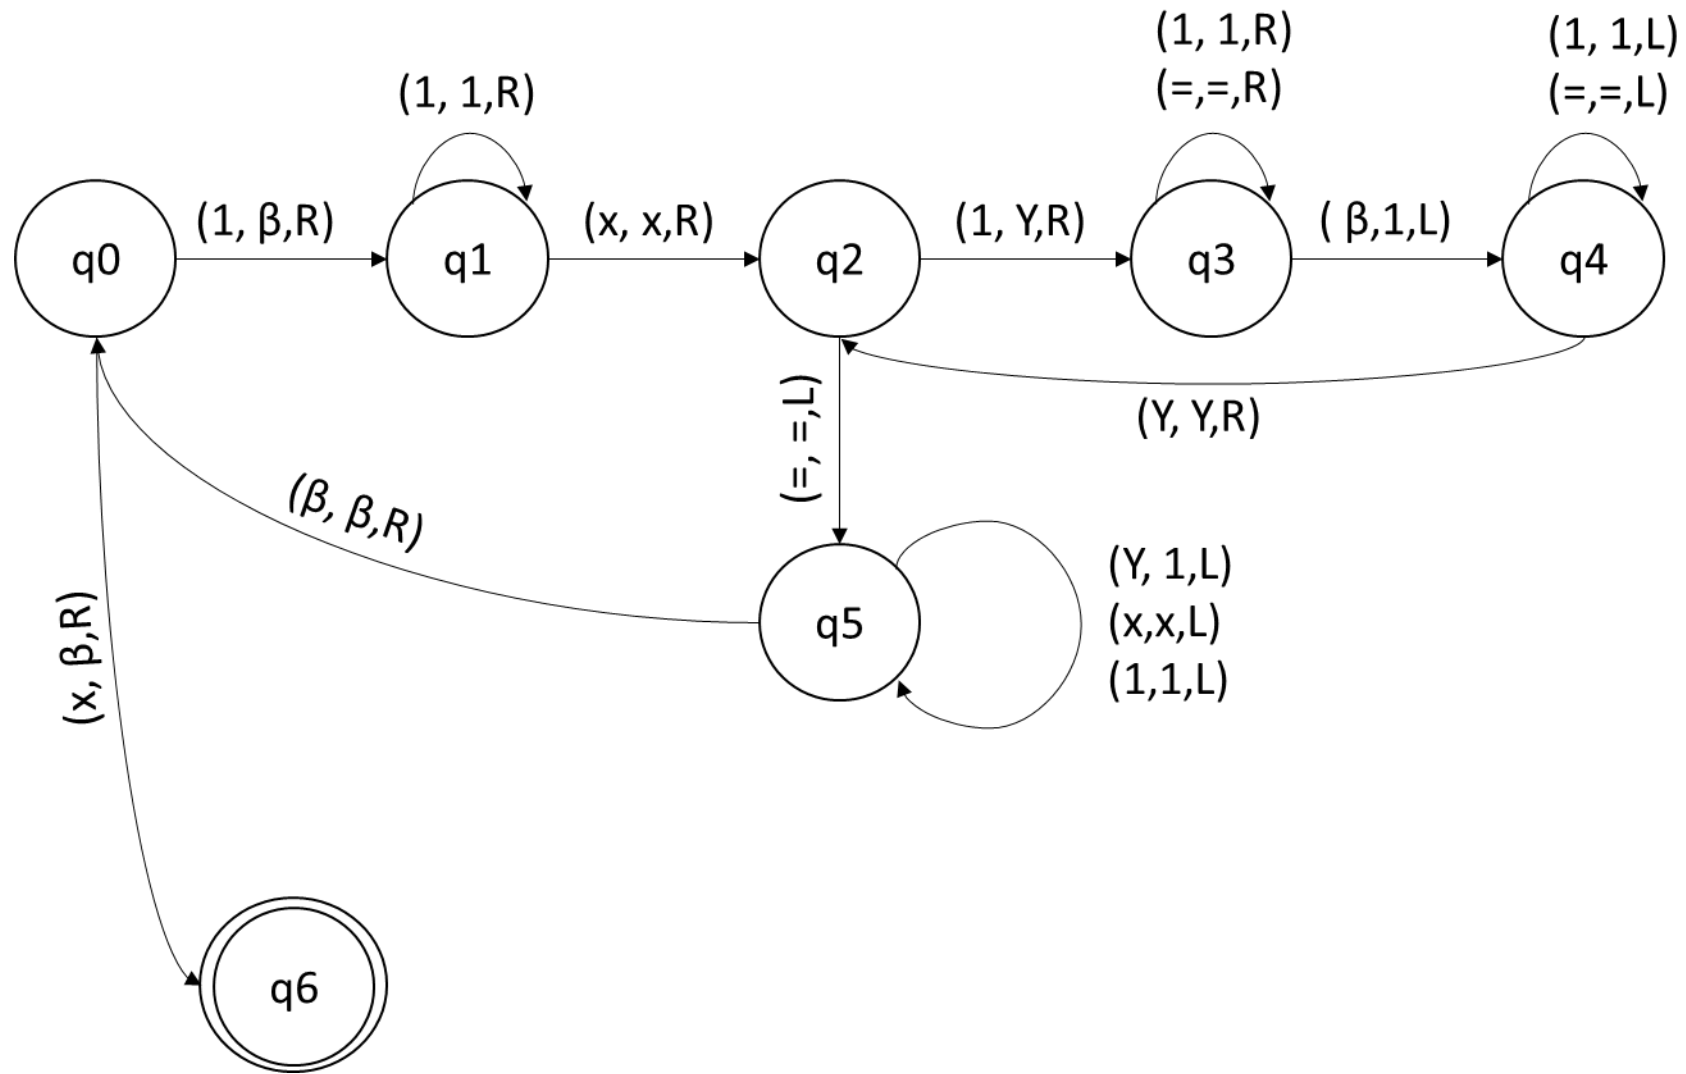 (1, 1,R)
(=,=,R)
(1, 1,L)
(=,=,L)
(1, 1,R)
q0
(1, β,R)
q1
(x, x,R)
q2
(1, Y,R)
q3
( β,1,L)
q4
(Y, Y,R)
(=, =,L)
(β, β,R)
q5
(Y, 1,L)
(x,x,L)
(1,1,L)
(x, β,R)
q6